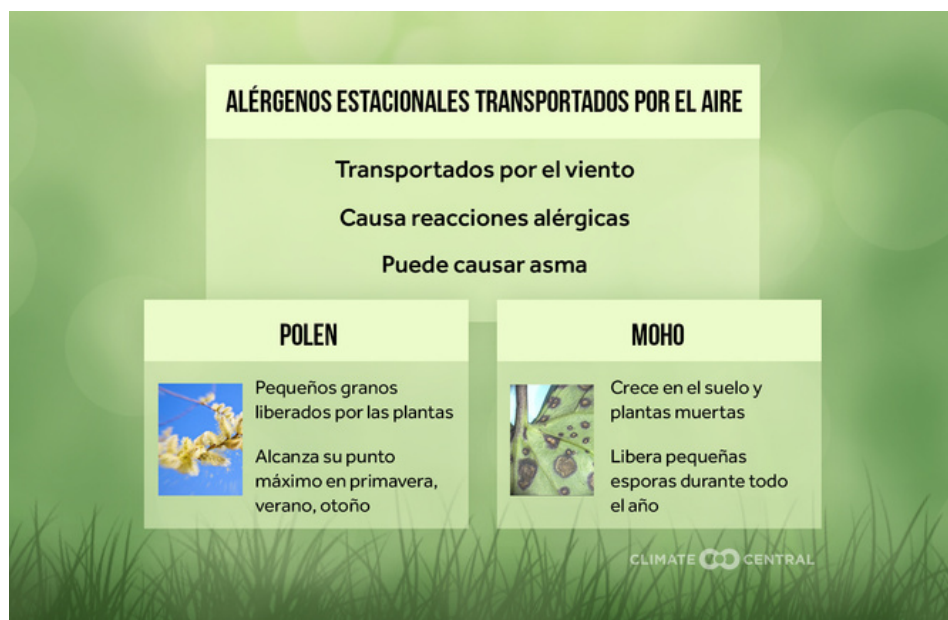 ALÉRGENOS ESTACIONALES TRANSPORTADOS POR EL AIRE
Transportados por el viento
Causa reacciones alérgicas
Puede causar asma
POLEN
Pequeños granos
liberados por las plantas
Alcanza su punto
máximo en primavera,
verano, otoño
MOHO
Crece en el suelo y
plantas muertas
Libera pequeñas
esporas durante todo
el año
CLIMATE CENTRAL